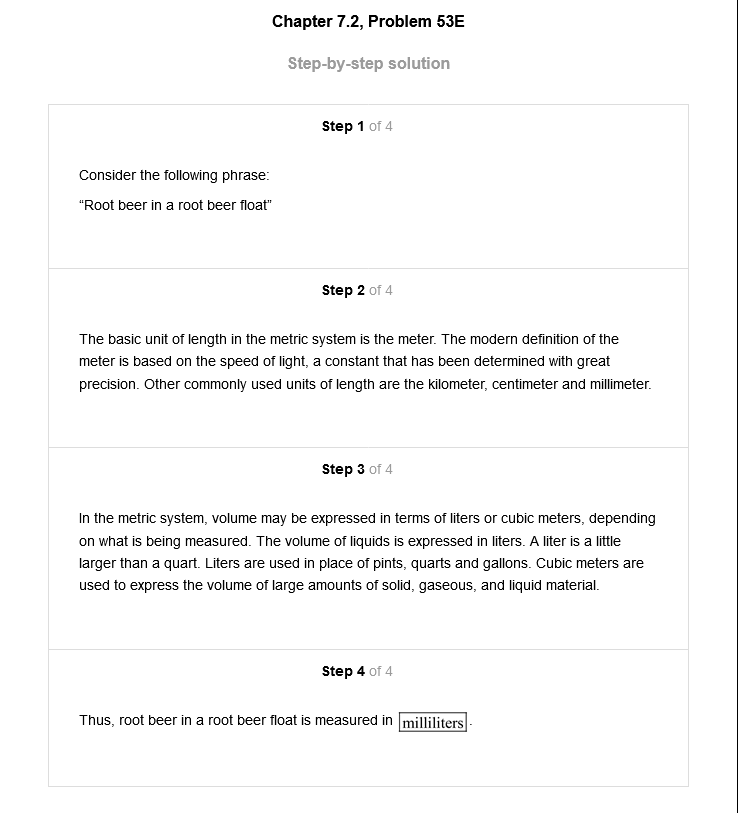 Chapter 7.2, Problem 53E
Step-by-step solution
Step 1 of 4
Consider the following phrase:
“Root beer in a root beer float”
Step 2 of 4
The basic unit of length in the metric system is the meter. The modern definition of the
meter is based on the speed of light, a constant that has been determined with great
precision. Other commonly used units of length are the kilometer, centimeter and millimeter.
Step 3 of 4
In the metric system, volume may be expressed in terms of liters or cubic meters, depending
on what is being measured. The volume of liquids is expressed in liters. A liter is a little
larger than a quart. Liters are used in place of pints, quarts and gallons. Cubic meters are
used to express the volume of large amounts of solid, gaseous, and liquid material.
Step 4 of 4
Thus, root beer in a root beer float is measured in milliliters.